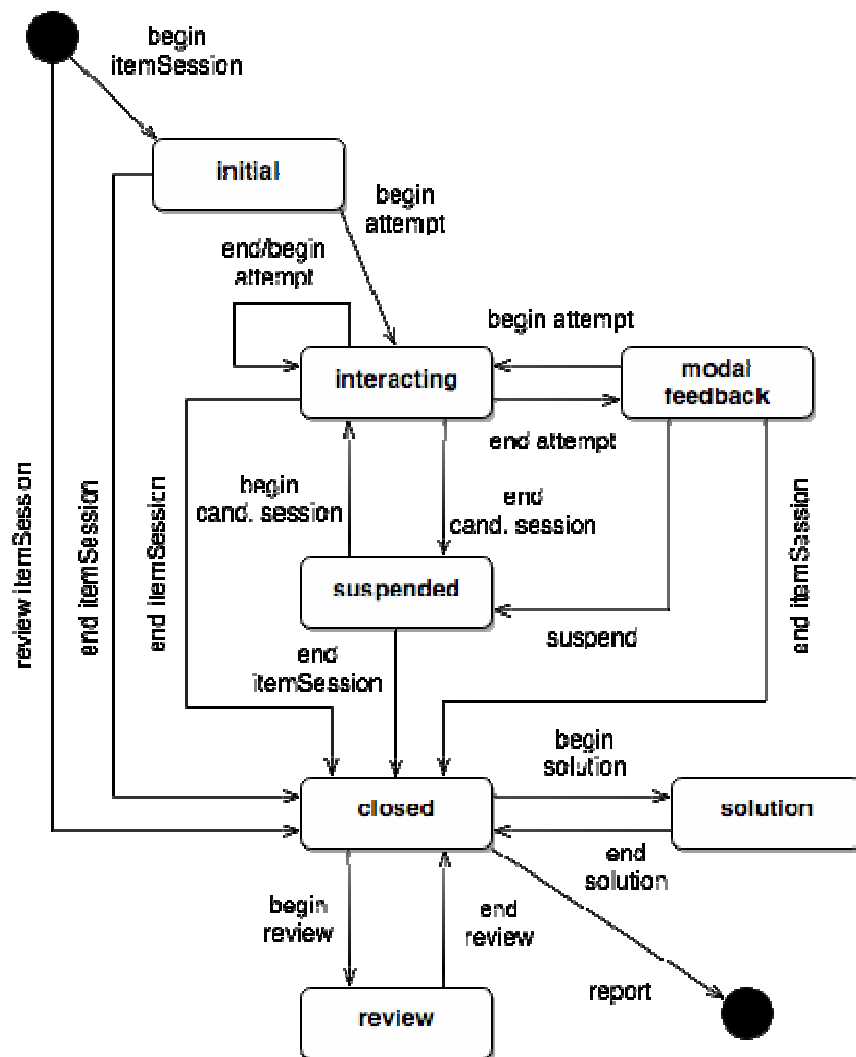 begin
itemSession
initial
begin
attempt
end/begin
attempt
begin attempt
interacting
modal
feedback
end attempt
begin
cand. session
end
cand. session
review itemSession
end itemSession
end itemSession
end itemSession
suspended
suspend
end
itemSession
begin
solution
closed
solution
end
solution
begin
review
end
review
report
review